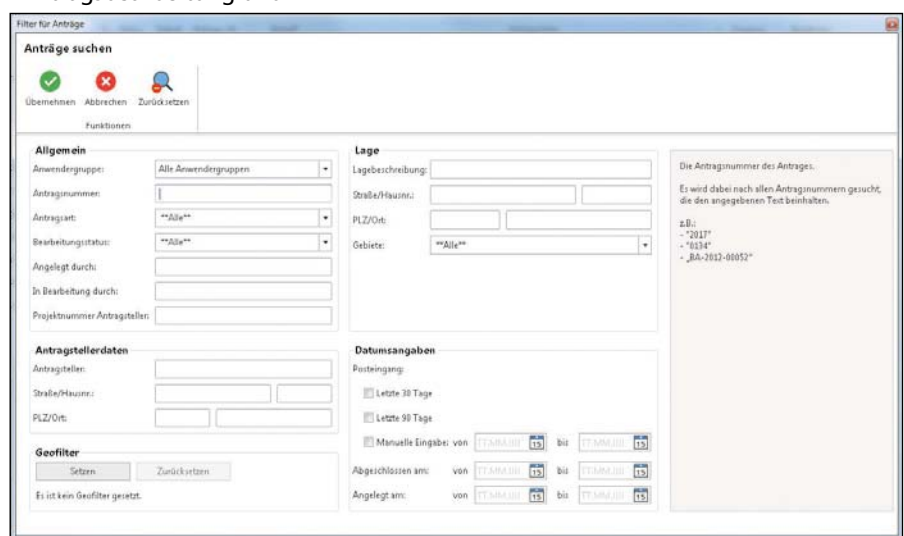 Filter für Anträge
Anträge suchen
Übernehmen Abbrechen Zurücksetzen
Funktionen
Allgemein
Anwendergruppe: Alle Anwendergruppen
Antragsnummer:
Antragsart: **Alle**
Bearbeitungsstatus: **Alle**
Angelegt durch:
In Bearbeitung durch:
Projektnummer Antragsteller:
Lage
Lagebeschreibung:
Straße/Hausnr.:
PLZ/Ort:
Gebiete: **Alle**
Die Antragsnummer des Antrages.
Es wird dabei nach allen Antragsnummern gesucht,
die den angegebenen Text beinhalten.
z.B.:
- "2017"
- "0134"
- „BA-2012-00052"
Antragstellerdaten
Antragsteller:
Straße/Hausnr.:
PLZ/Ort:
Geofilter
Setzen Zurücksetzen
Es ist kein Geofilter gesetzt.
Datumsangaben
Posteingang:
Letzte 30 Tage
Letzte 90 Tage
Manuelle Eingabe: von TT.MM.JJJJ 15 bis TT.MM.JJJJ 15
Abgeschlossen am: von TT.MM.JJJJ 15 bis TT.MM.JJJJ 15
Angelegt am: von TT.MM.JJJJ 15 bis TT.MM.JJJJ 15